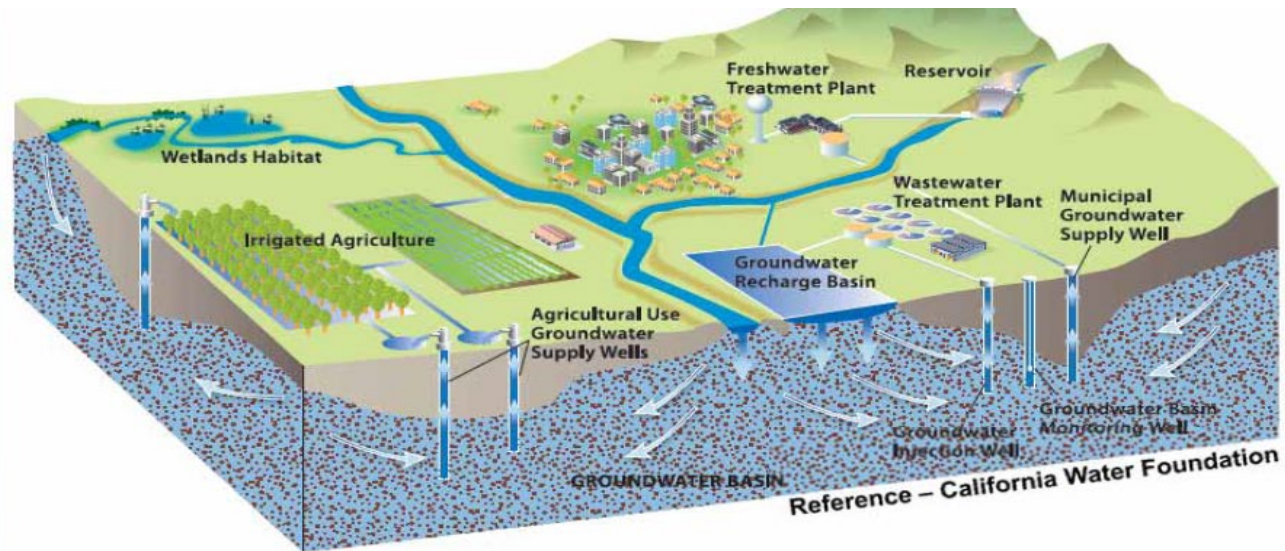 Freshwater
Treatment Plant
Reservoir
Wetlands Habitat
Wastewater
Treatment Plant
Municipal
Groundwater
Supply Well
Irrigated Agriculture
Groundwater
Recharge Basin
Agricultural Use
Groundwater
Supply Wells
Groundwater Basin
Monitoring Well
Groundwater
Injection Well
GROUNDWATER BASIN
Reference – California Water Foundation